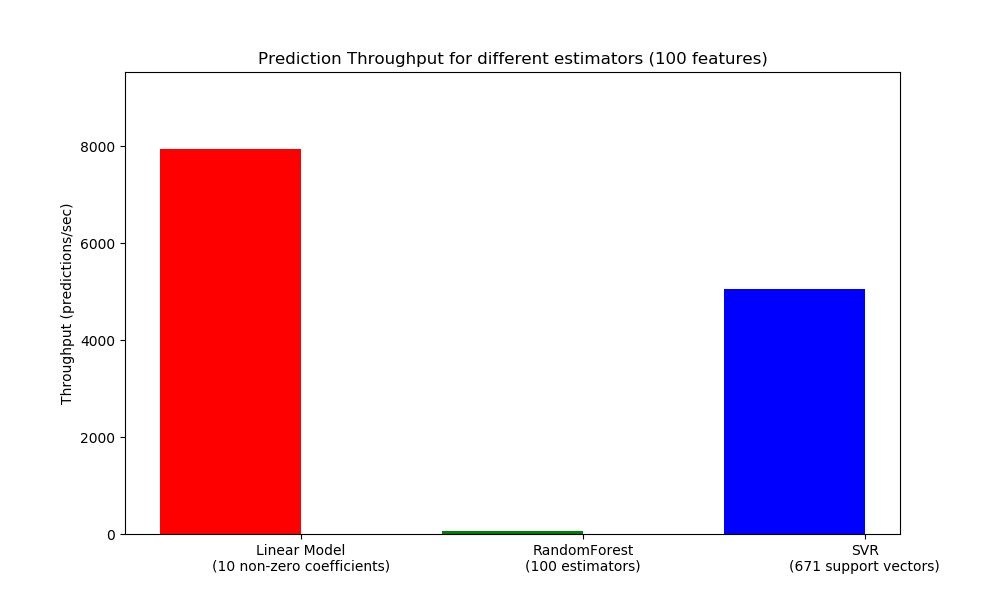 Prediction Throughput for different estimators (100 features)
Throughput (predictions/sec)
8000
6000
4000
2000
0
Linear Model
(10 non-zero coefficients)
RandomForest
(100 estimators)
SVR
(671 support vectors)